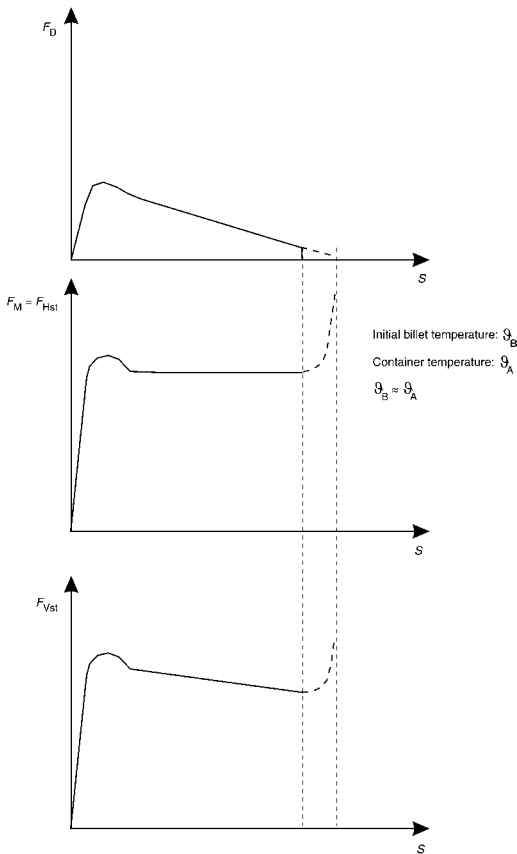 F_D
S
F_M = F_Hst
Initial billet temperature: ϑ_B
Container temperature: ϑ_A
ϑ_B ≈ ϑ_A
S
F_Vst
S